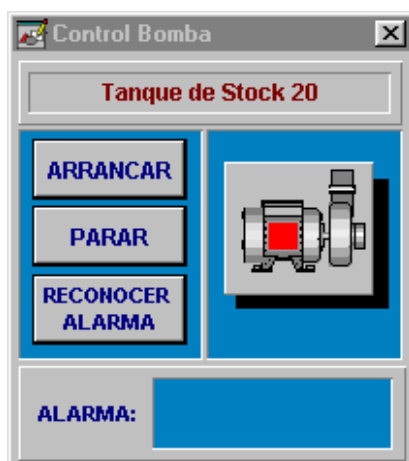 Control Bomba
Tanque de Stock 20
ARRANCAR
PARAR
RECONOCER
ALARMA
ALARMA: